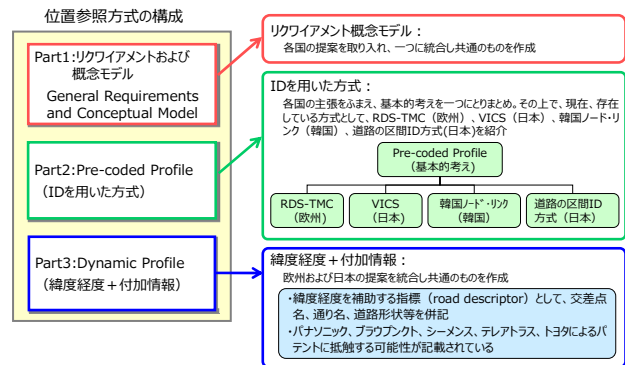 位置参照方式の構成
Part1:リクワイアメントおよび
概念モデル
General Requirements
and Conceptual Model
Part2:Pre-coded Profile
（IDを用いた方式）
Part3:Dynamic Profile
（緯度経度＋付加情報）
リクワイアメント概念モデル：
各国の提案を取り入れ、一つに統合し共通のものを作成
IDを用いた方式：
各国の主張をふまえ、基本的考えを一つにとりまとめ。その上で、現在、存在
している方式として、RDS-TMC（欧州）、VICS（日本）、韓国ノード・リ
ンク（韓国）、道路の区間ID方式(日本)を紹介
Pre-coded Profile
（基本的考え）
RDS-TMC
（欧州）
VICS
（日本）
韓国ノード・リンク
（韓国）
道路の区間ID
方式（日本）
緯度経度＋付加情報：
欧州および日本の提案を統合し共通のものを作成
・緯度経度を補助する指標（road descriptor）として、交差点
名、通り名、道路形状等を併記
・パナソニック、ブラウプンクト、シーメンス、テレアトラス、トヨタによるパ
テントに抵触する可能性が記載されている